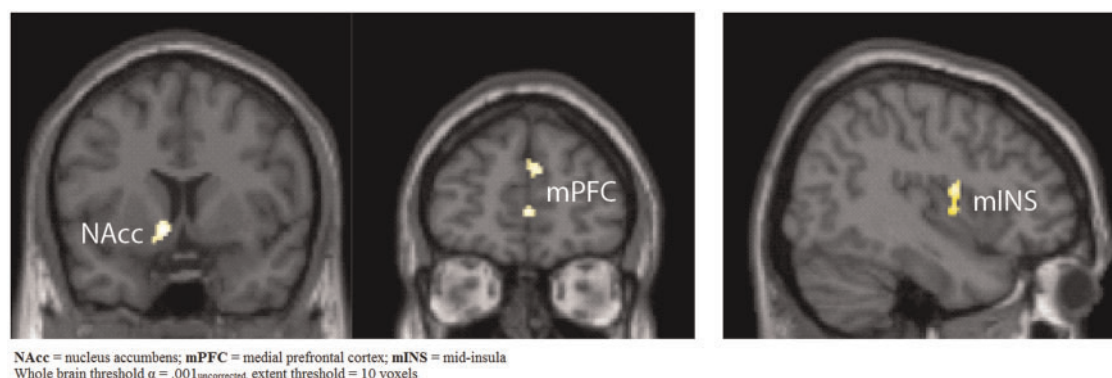 NAcc
mPFC
mINS
NAcc = nucleus accumbens; mPFC = medial prefrontal cortex; mINS = mid-insula
Whole brain threshold α = .001uncorrected, extent threshold = 10 voxels